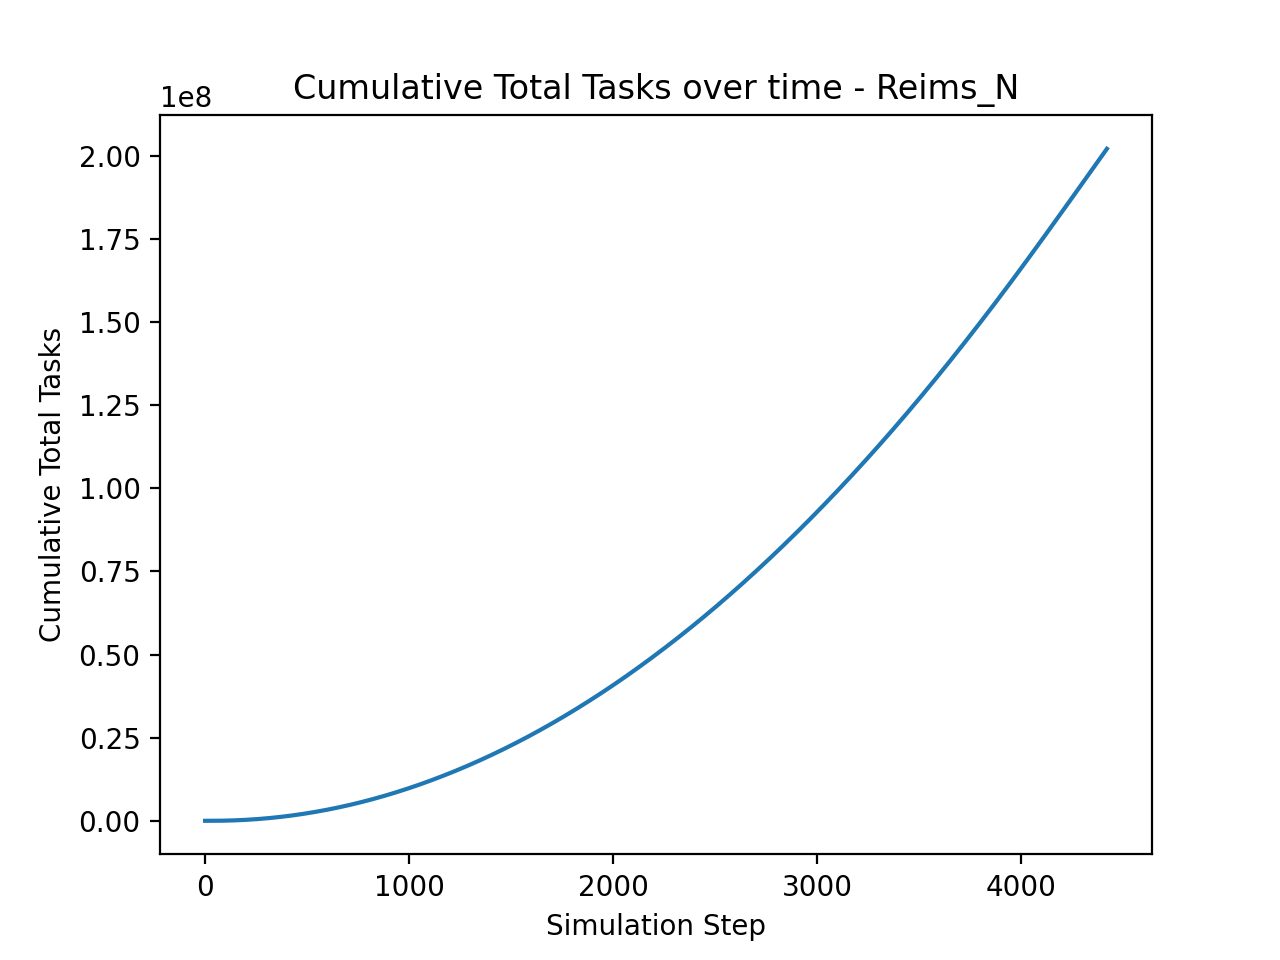 Cumulative Total Tasks over time - Reims_N
1e8
2.00
1.75
1.50
1.25
1.00
0.75
0.50
0.25
0.00
Cumulative Total Tasks
0 1000 2000 3000 4000
Simulation Step